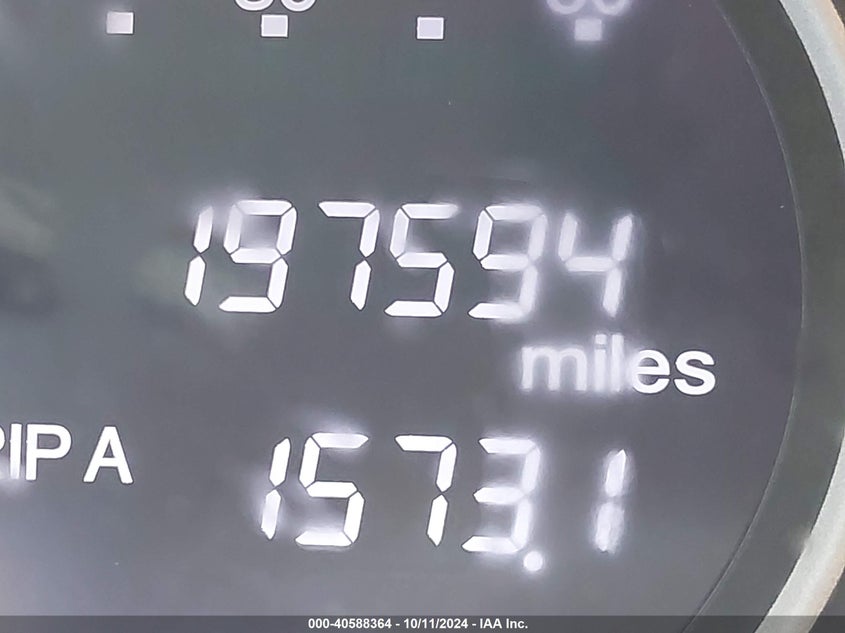 197594
miles
RIP A
1573.1
000-40588364 - 10/11/2024 - IAA Inc.